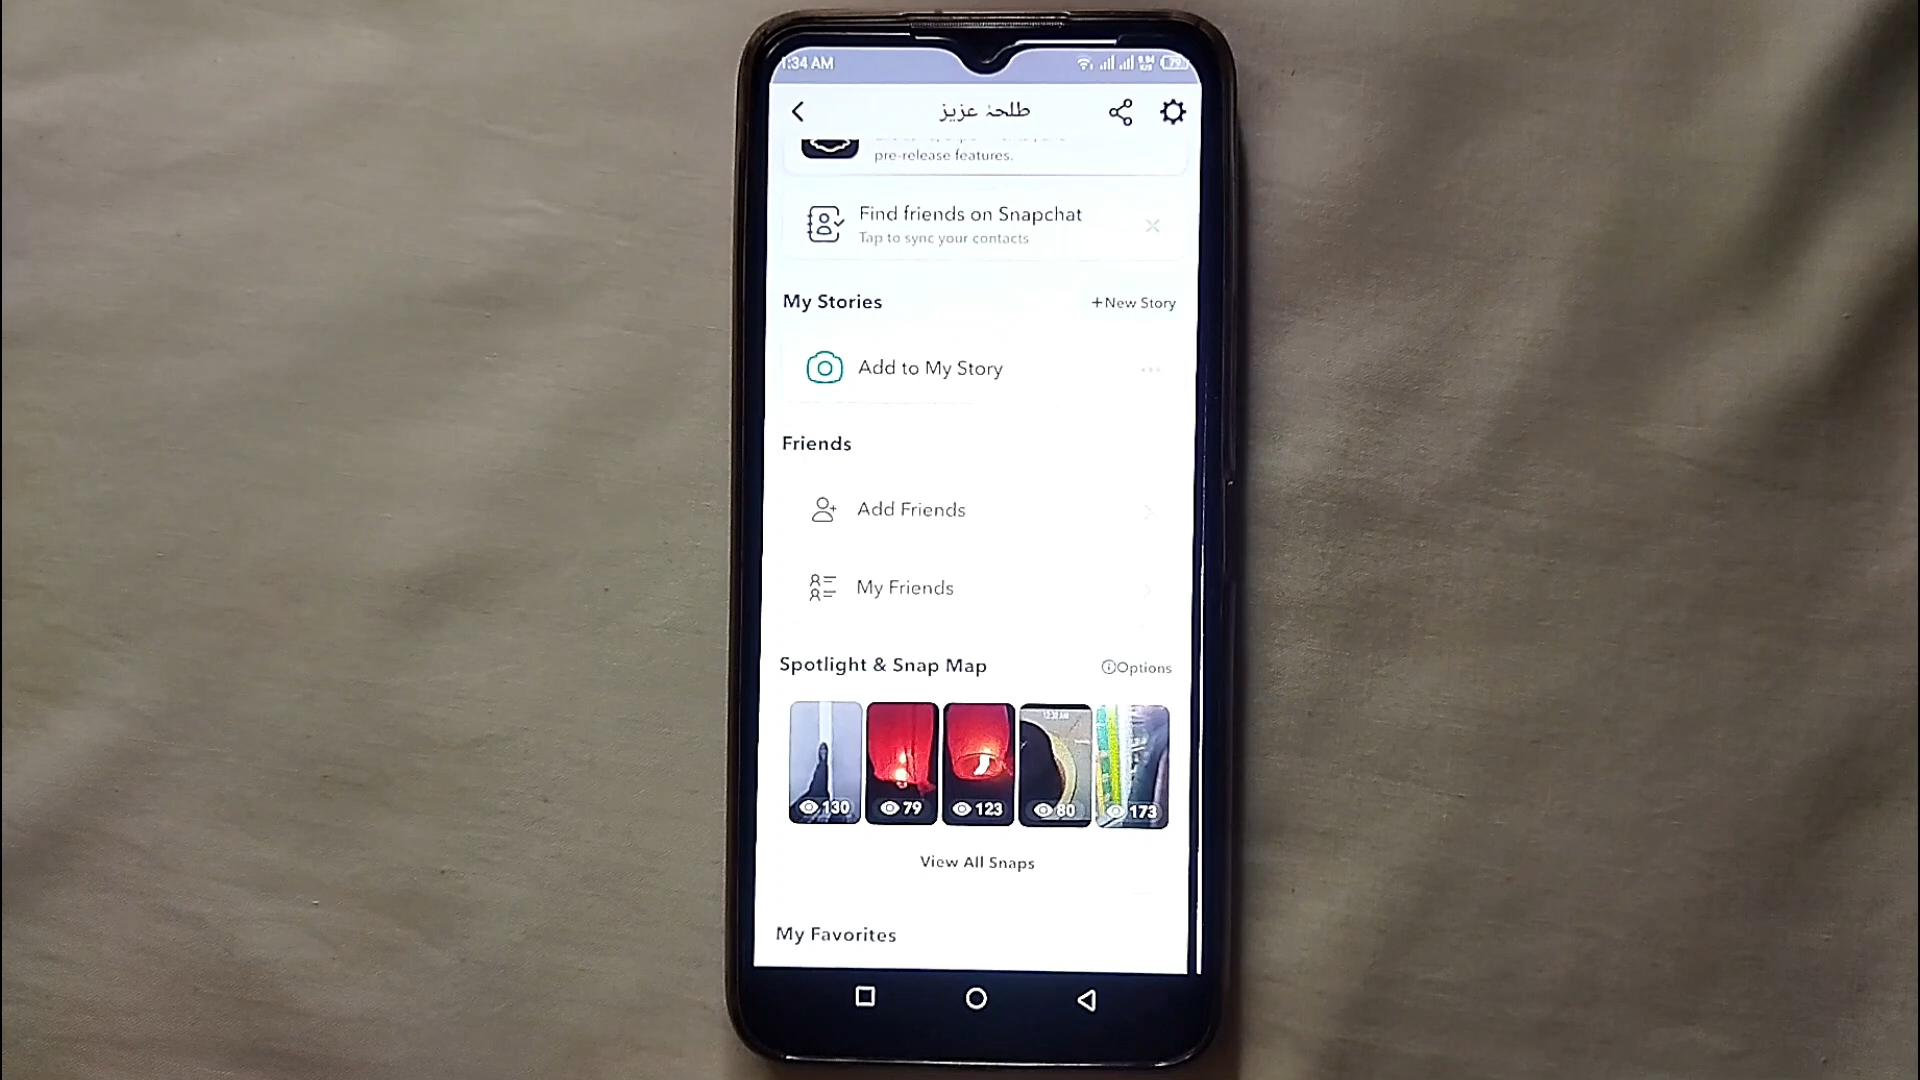 1:34 AM
79
طلحہ عزیز
pre-release features.
Find friends on Snapchat
Tap to sync your contacts
My Stories
+New Story
Add to My Story
Friends
Add Friends
My Friends
Spotlight & Snap Map
Options
130
79
123
80
173
View All Snaps
My Favorites